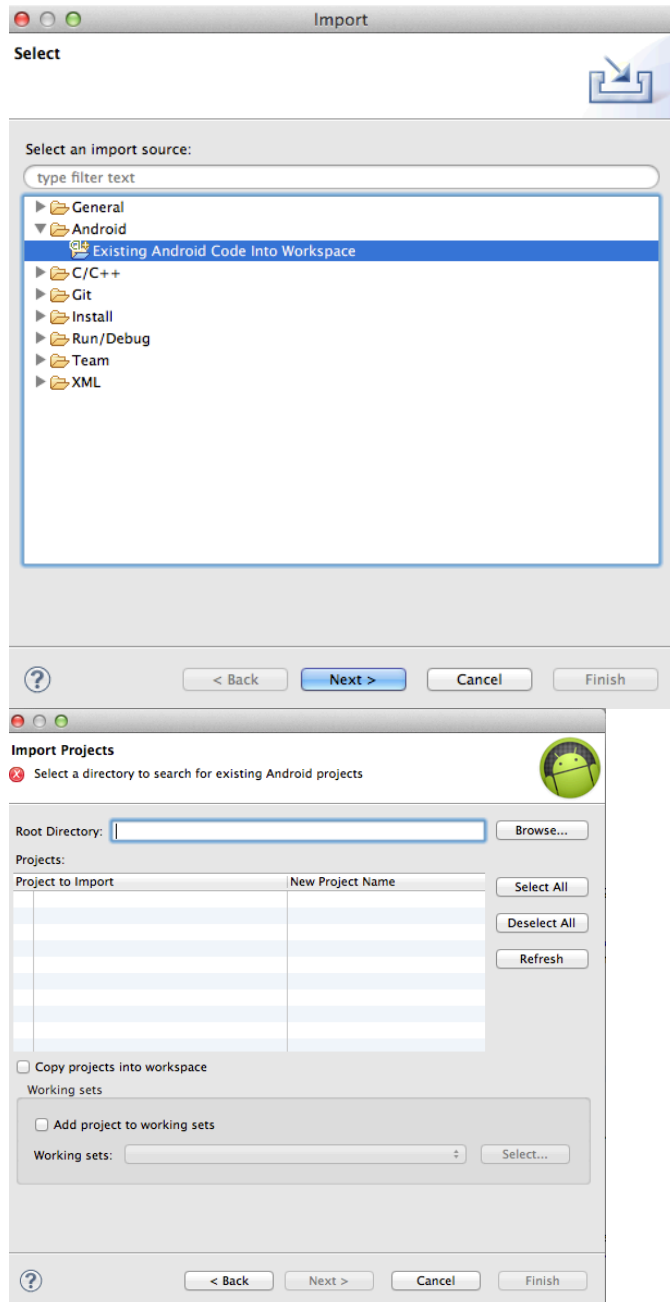 Import
Select
Select an import source:
type filter text
General
Android
Existing Android Code Into Workspace
C/C++
Git
Install
Run/Debug
Team
XML
? < Back Next > Cancel Finish
Import Projects
Select a directory to search for existing Android projects
Root Directory: Browse...
Projects:
Project to Import New Project Name
Select All
Deselect All
Refresh
Copy projects into workspace
Working sets
Add project to working sets
Working sets: Select...
? < Back Next > Cancel Finish